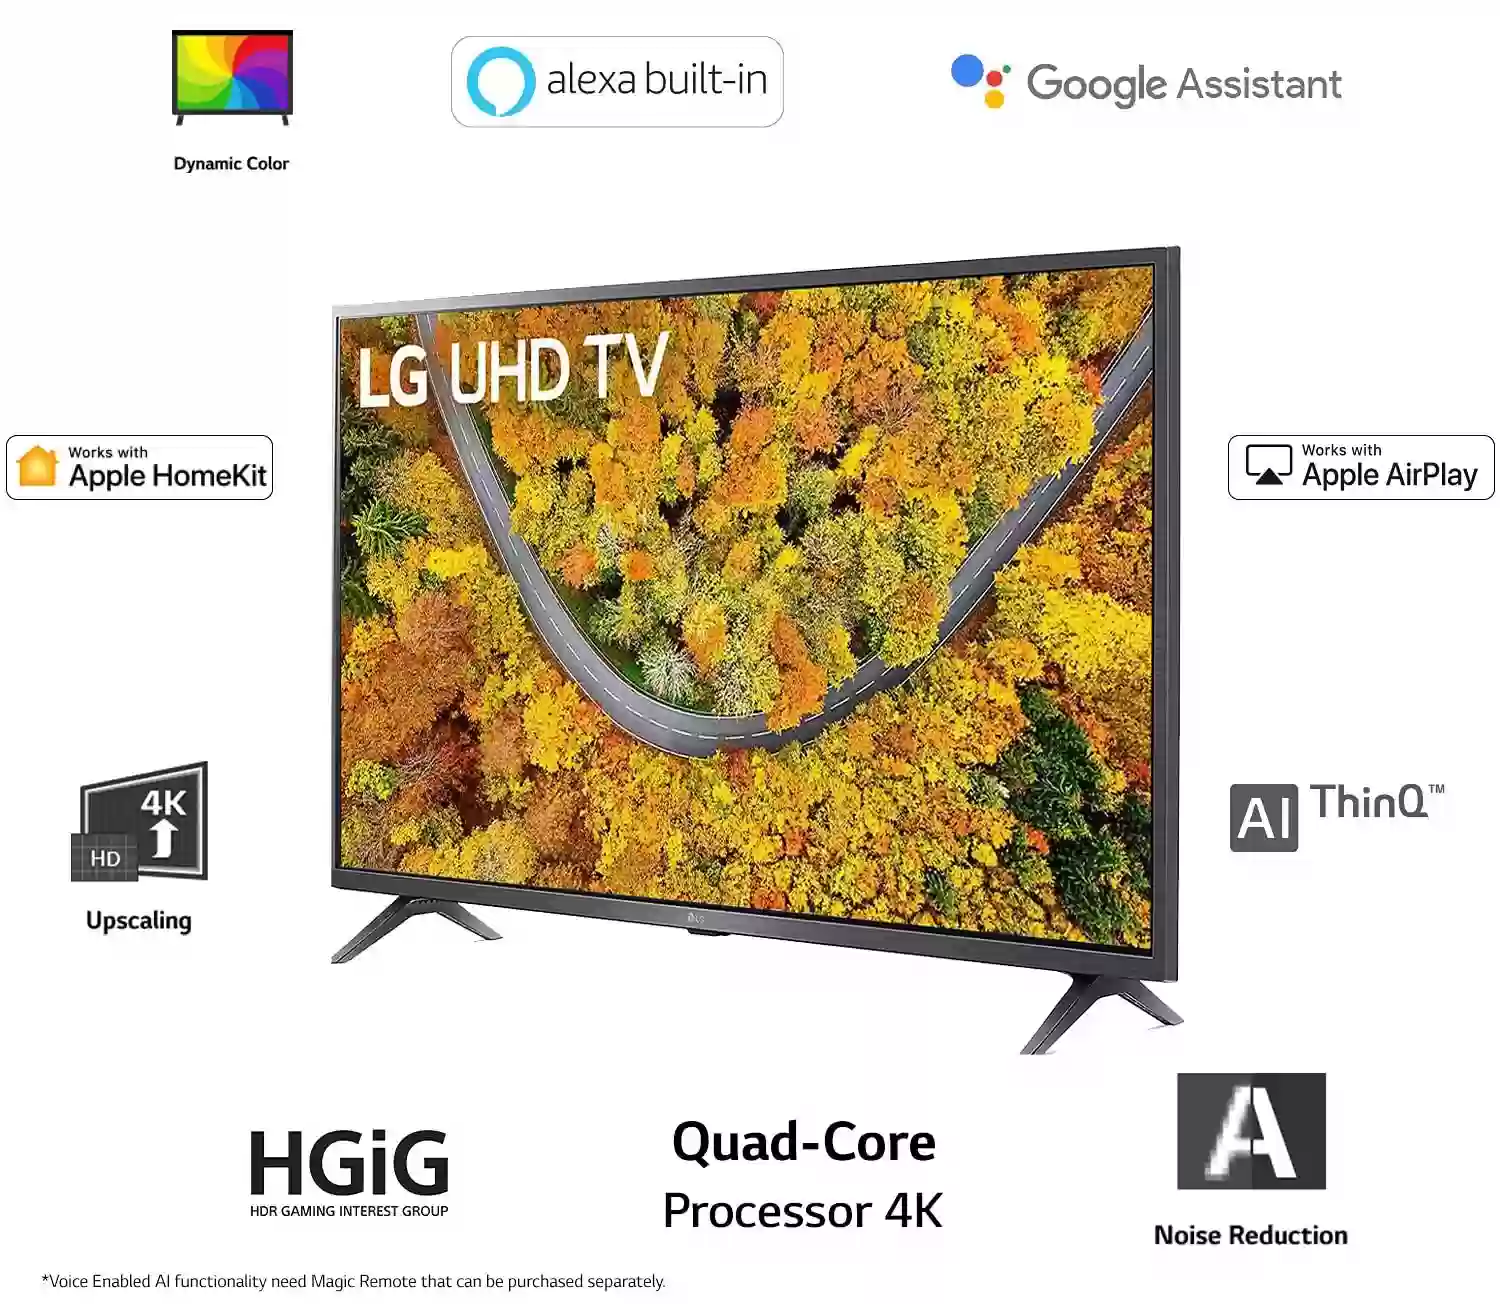 Dynamic Color
alexa built-in
Google Assistant
LG UHD TV
Works with
Apple HomeKit
Works with
Apple AirPlay
4K
HD
Upscaling
AI ThinQ™
LG
HGiG
HDR GAMING INTEREST GROUP
Quad-Core
Processor 4K
A
Noise Reduction
*Voice Enabled AI functionality need Magic Remote that can be purchased separately.